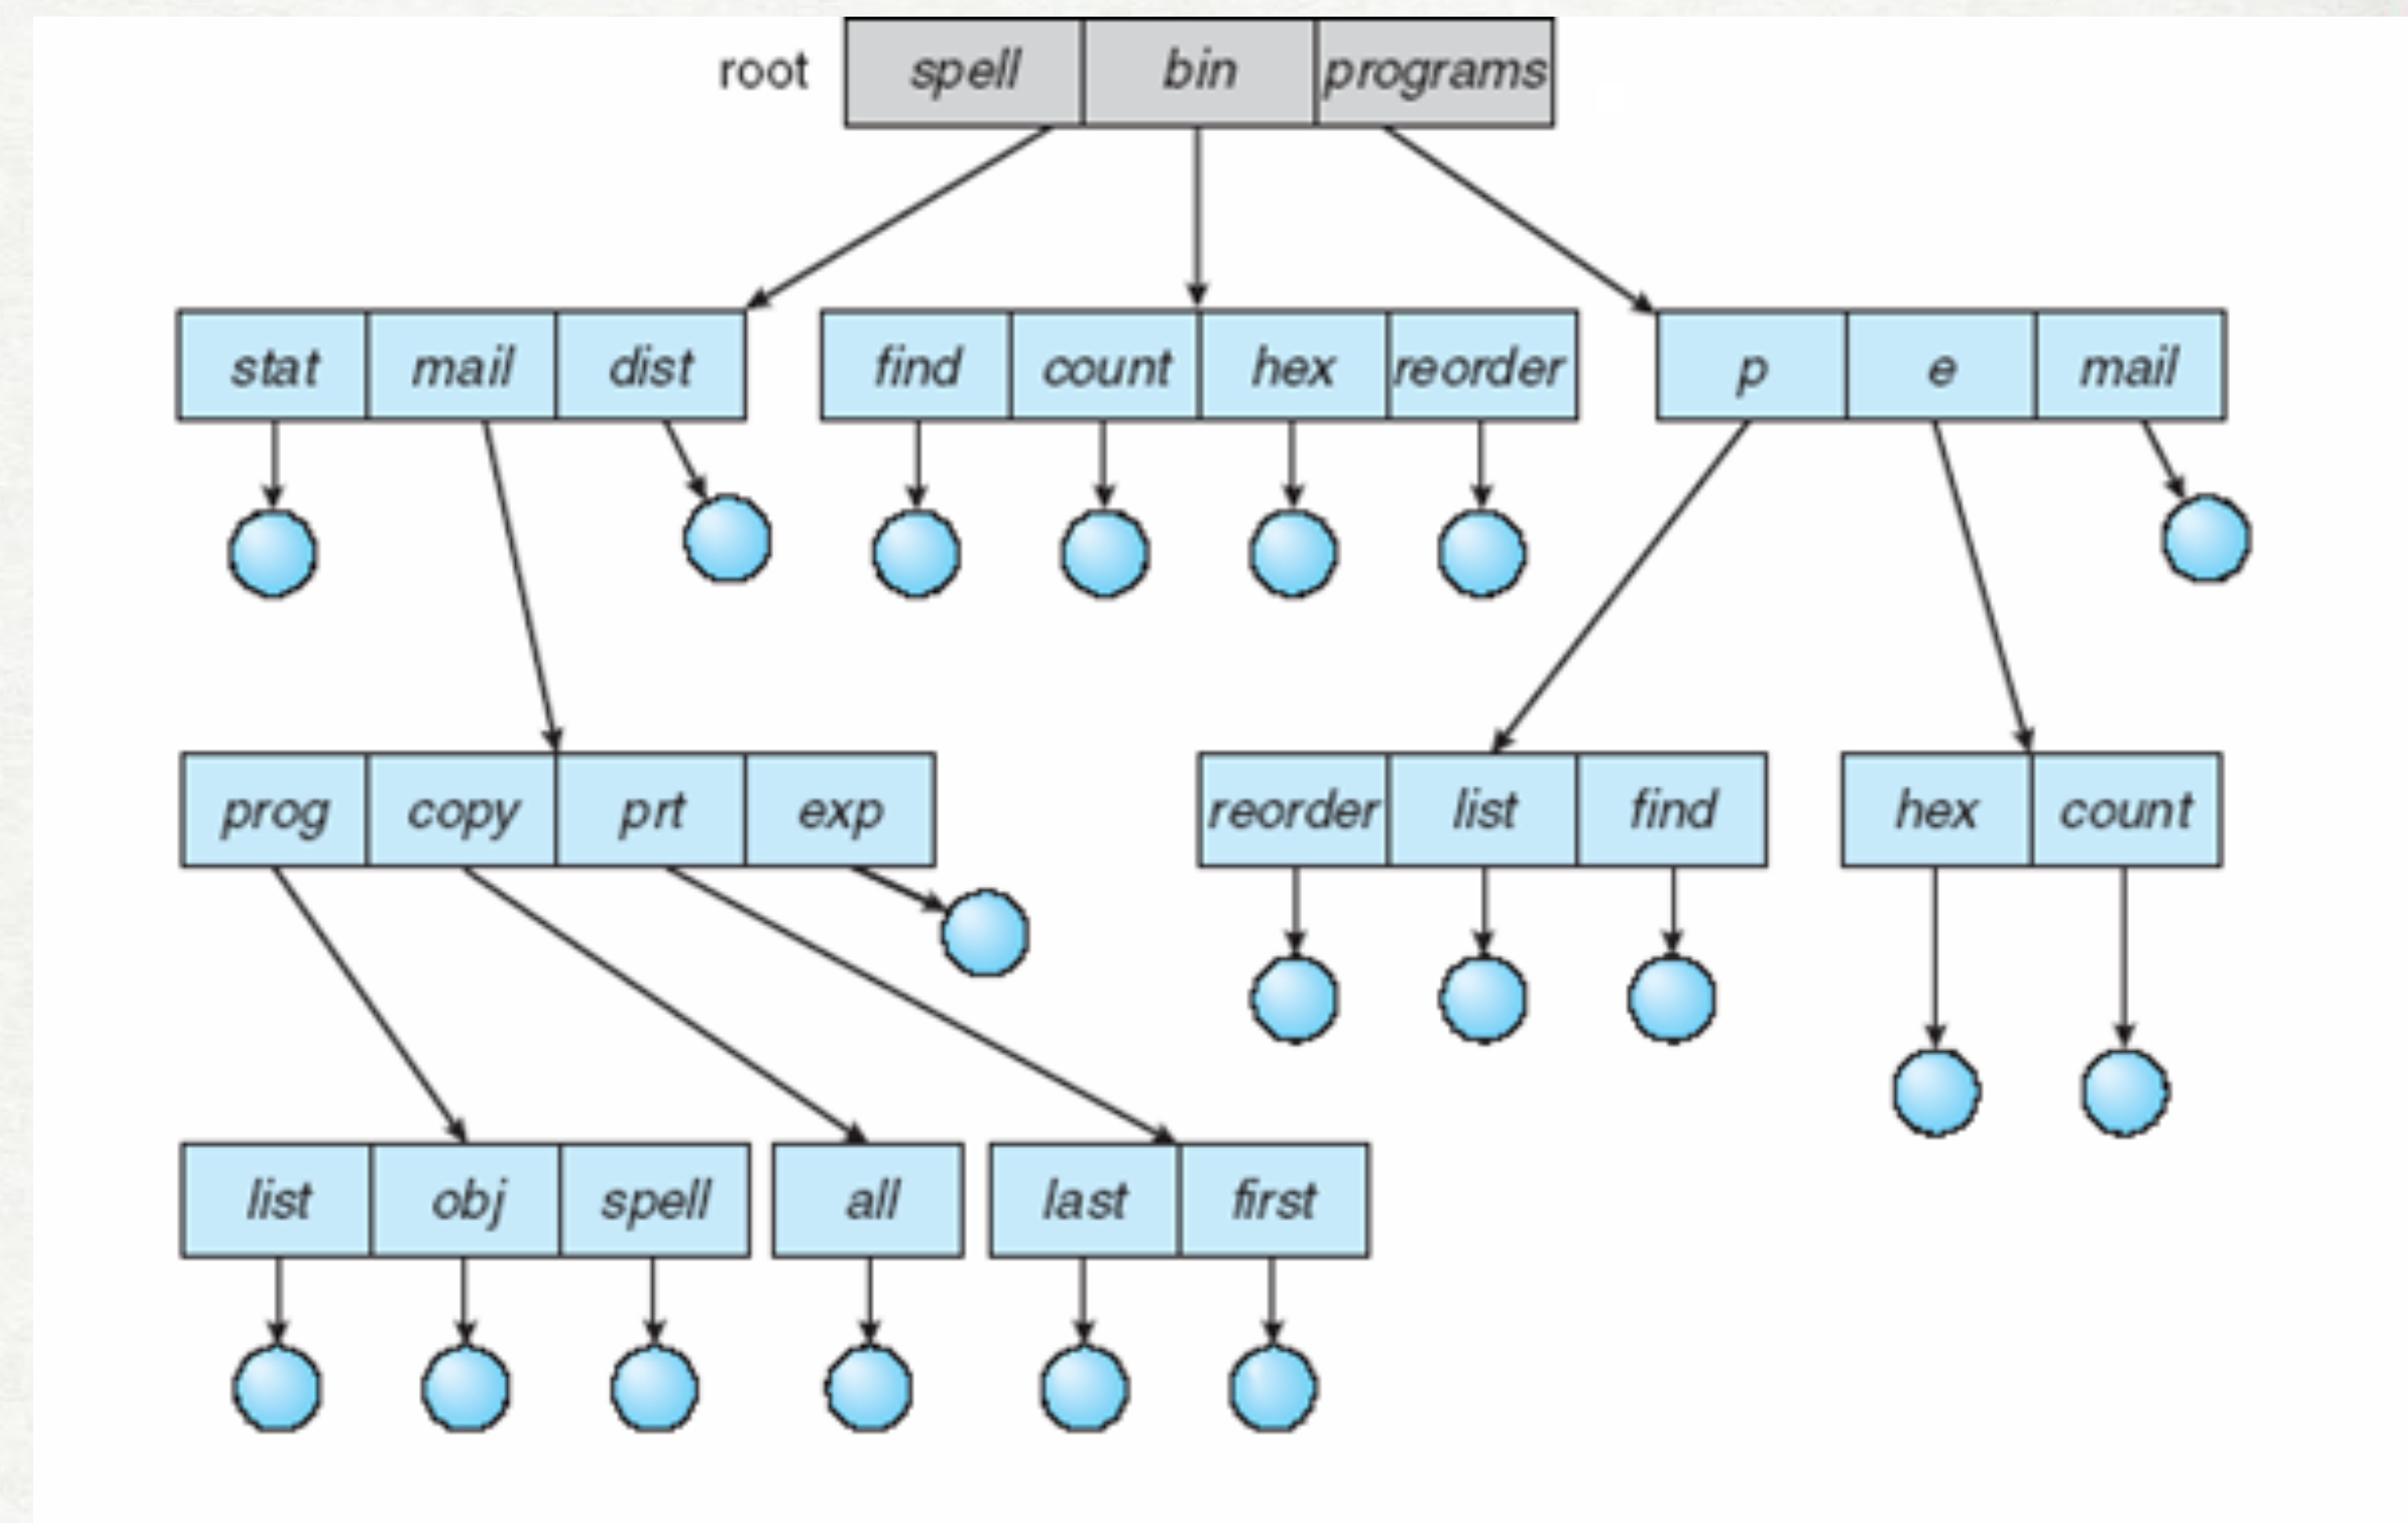 root spell bin programs
stat mail dist find count hex reorder p e mail
prog copy prt exp reorder list find hex count
list obj spell all last first